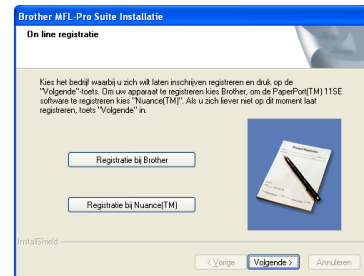 Brother MFL-Pro Suite Installatie
On line registratie
Kies het bedrijf waarbij u zich wilt laten inschrijven registreren en druk op de
"Volgende"-toets. Om uw apparaat te registreren kies Brother, om de PaperPort(TM) 11SE
software te registreren kies "Nuance(TM)". Als u zich liever niet op dit moment laat
registreren, toets "Volgende" in.
Registratie bij Brother
Registratie bij Nuance(TM)
InstallShield
< Vorige
Volgende >
Annuleren